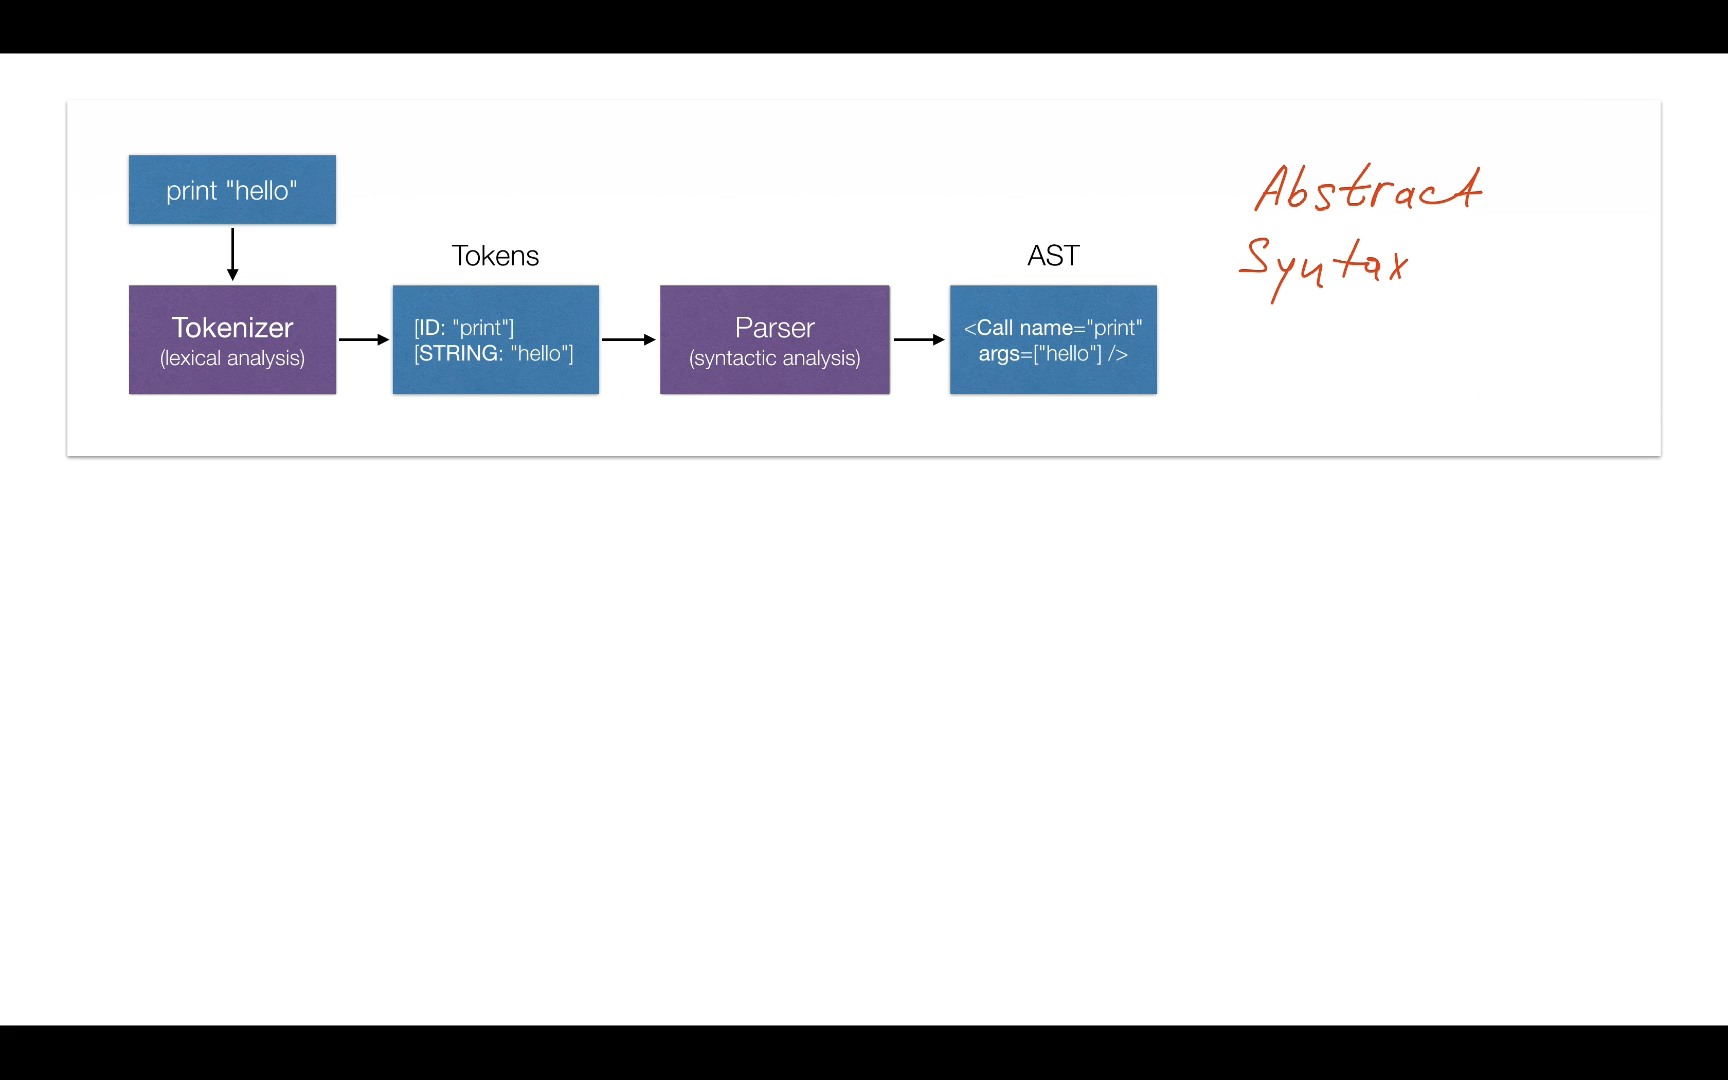 print "hello"
Tokenizer
(lexical analysis)
Tokens
[ID: "print"]
[STRING: "hello"]
Parser
(syntactic analysis)
AST
<Call name="print"
args=["hello"] />
Abstract
Syntax